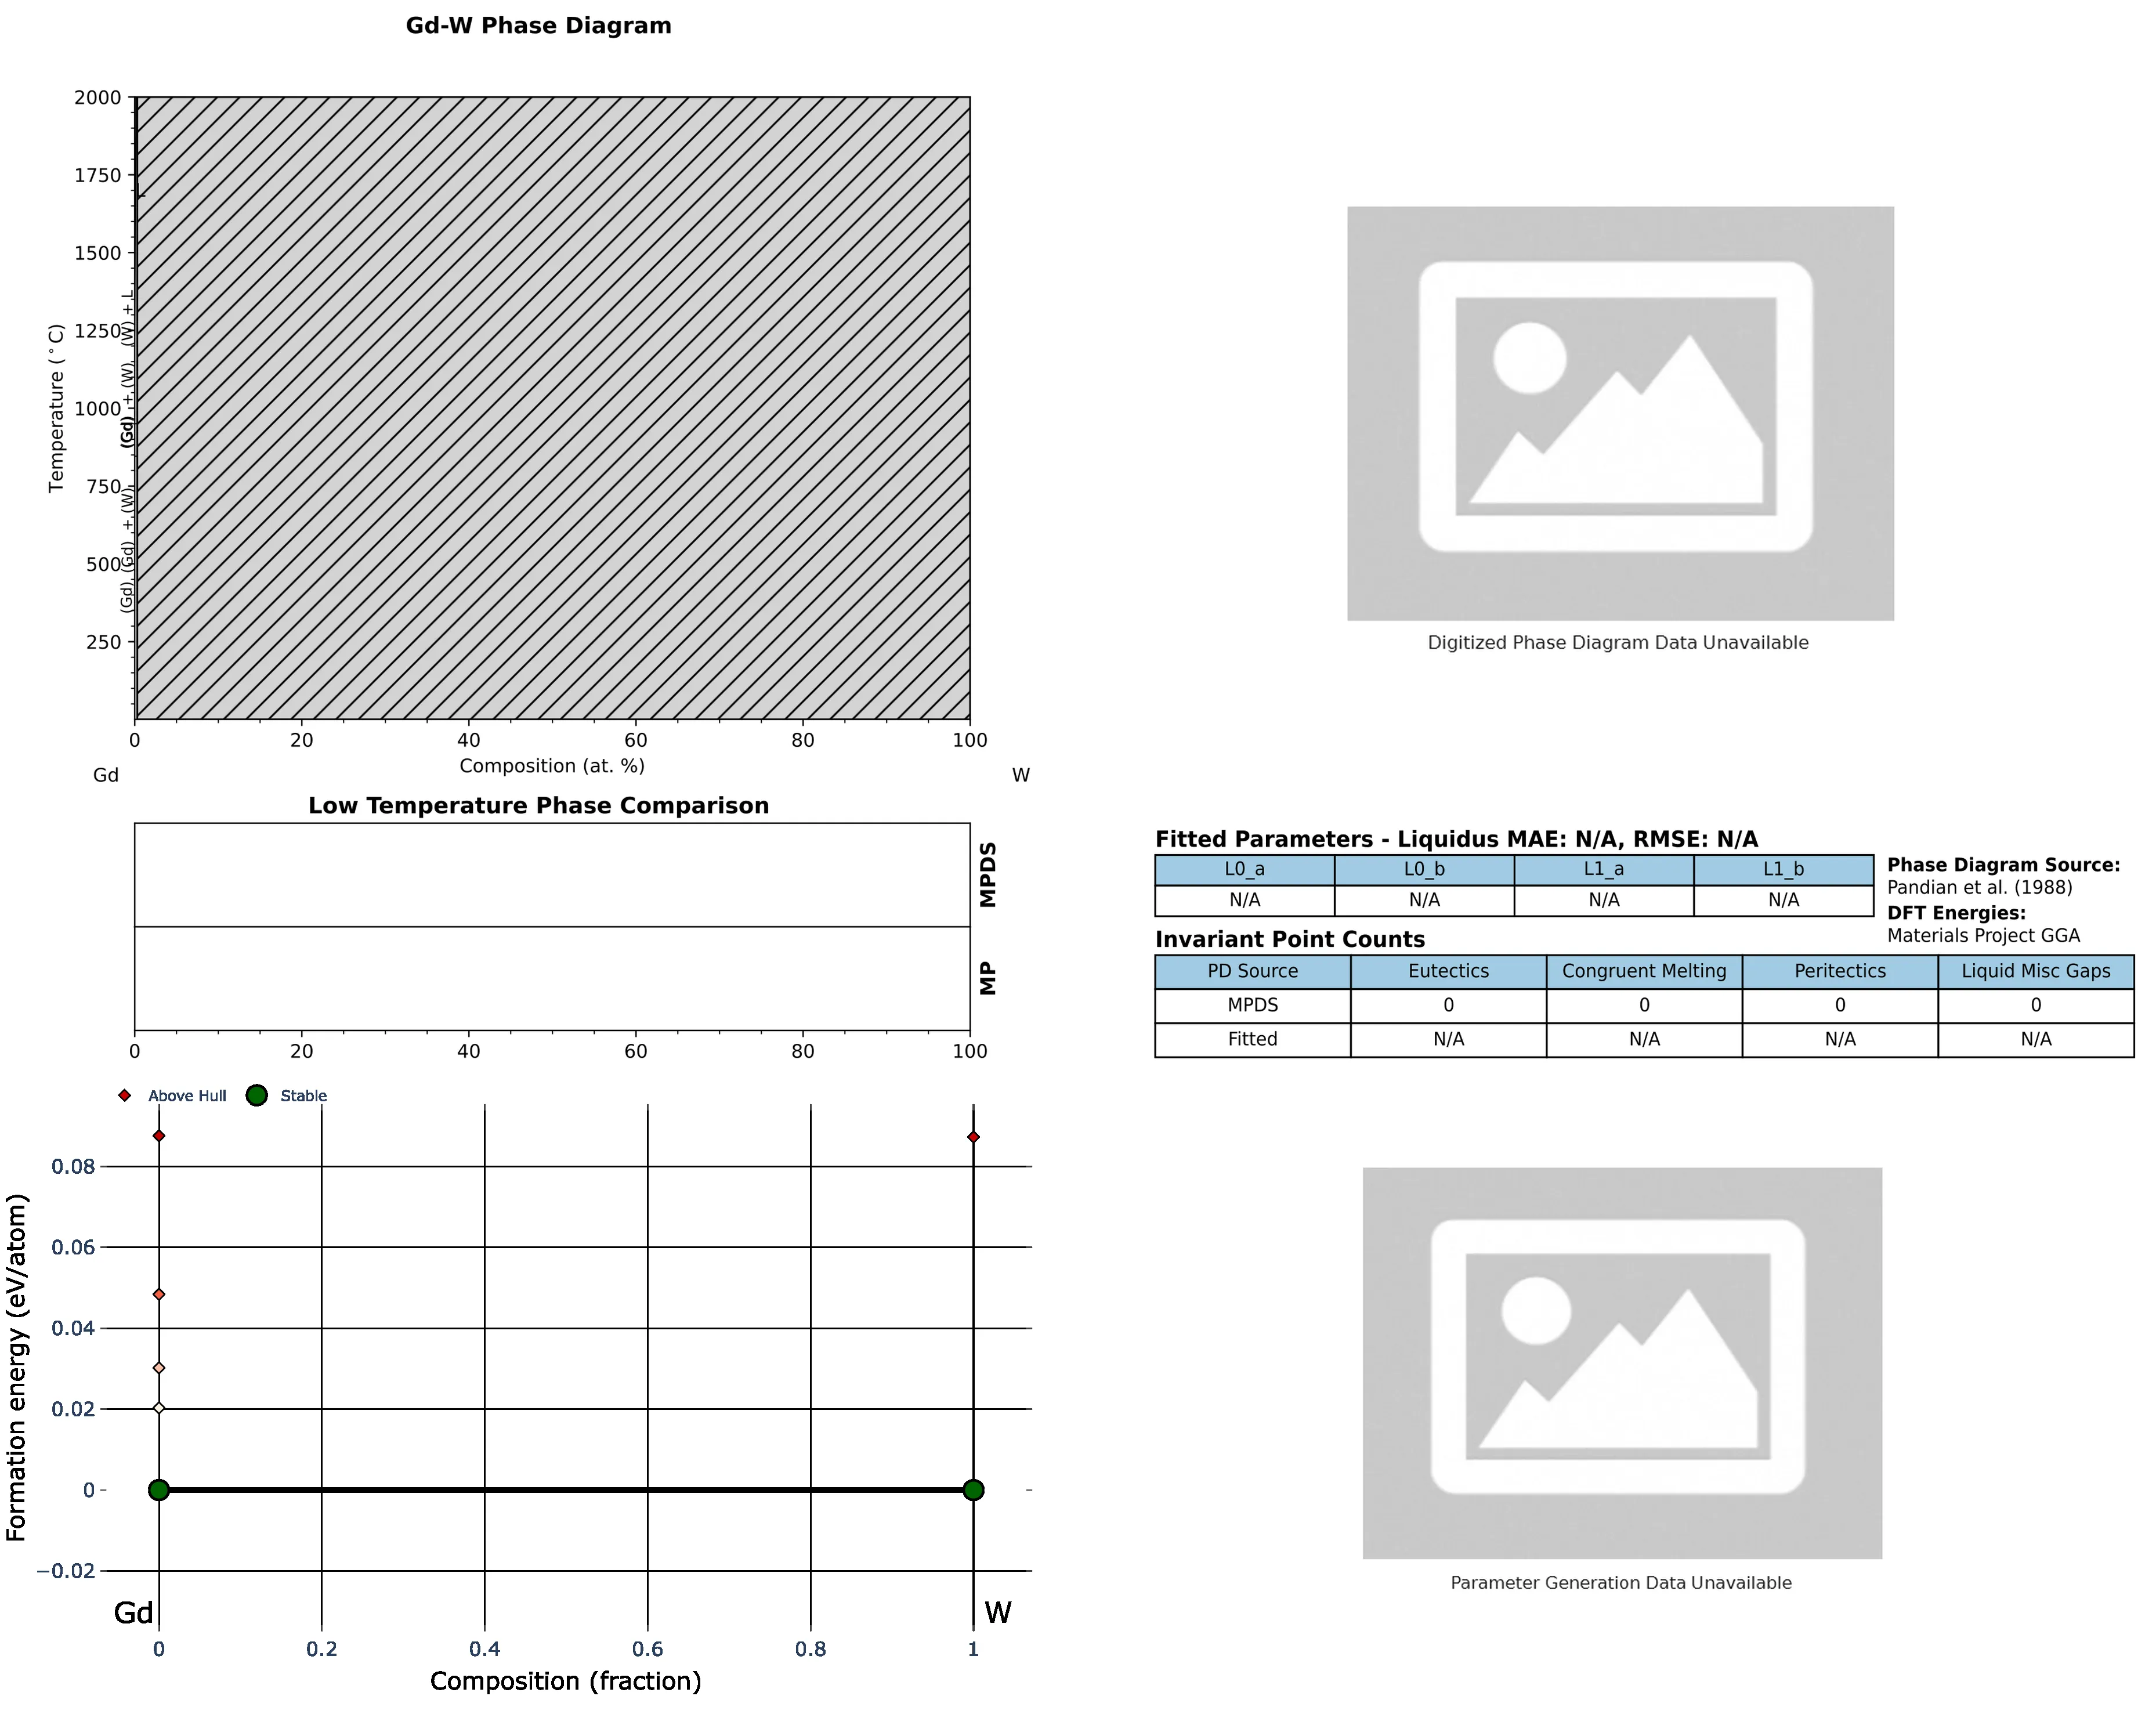 Gd-W Phase Diagram
2000
1750
1500
1250
1000
750
500
250
Temperature (°C)
(Gd), (Gd) + (W)
(Gd) + (W), (W) + L
(Gd)
0 20 40 60 80 100
Composition (at. %)
Gd W
Digitized Phase Diagram Data Unavailable
Low Temperature Phase Comparison
MPDS
MP
0 20 40 60 80 100
Fitted Parameters - Liquidus MAE: N/A, RMSE: N/A
L0_a L0_b L1_a L1_b
N/A N/A N/A N/A
Phase Diagram Source:
Pandian et al. (1988)
DFT Energies:
Materials Project GGA
Invariant Point Counts
PD Source Eutectics Congruent Melting Peritectics Liquid Misc Gaps
MPDS 0 0 0 0
Fitted N/A N/A N/A N/A
Above Hull Stable
0.08
0.06
0.04
0.02
0
−0.02
Formation energy (eV/atom)
Gd W
0 0.2 0.4 0.6 0.8 1
Composition (fraction)
Parameter Generation Data Unavailable